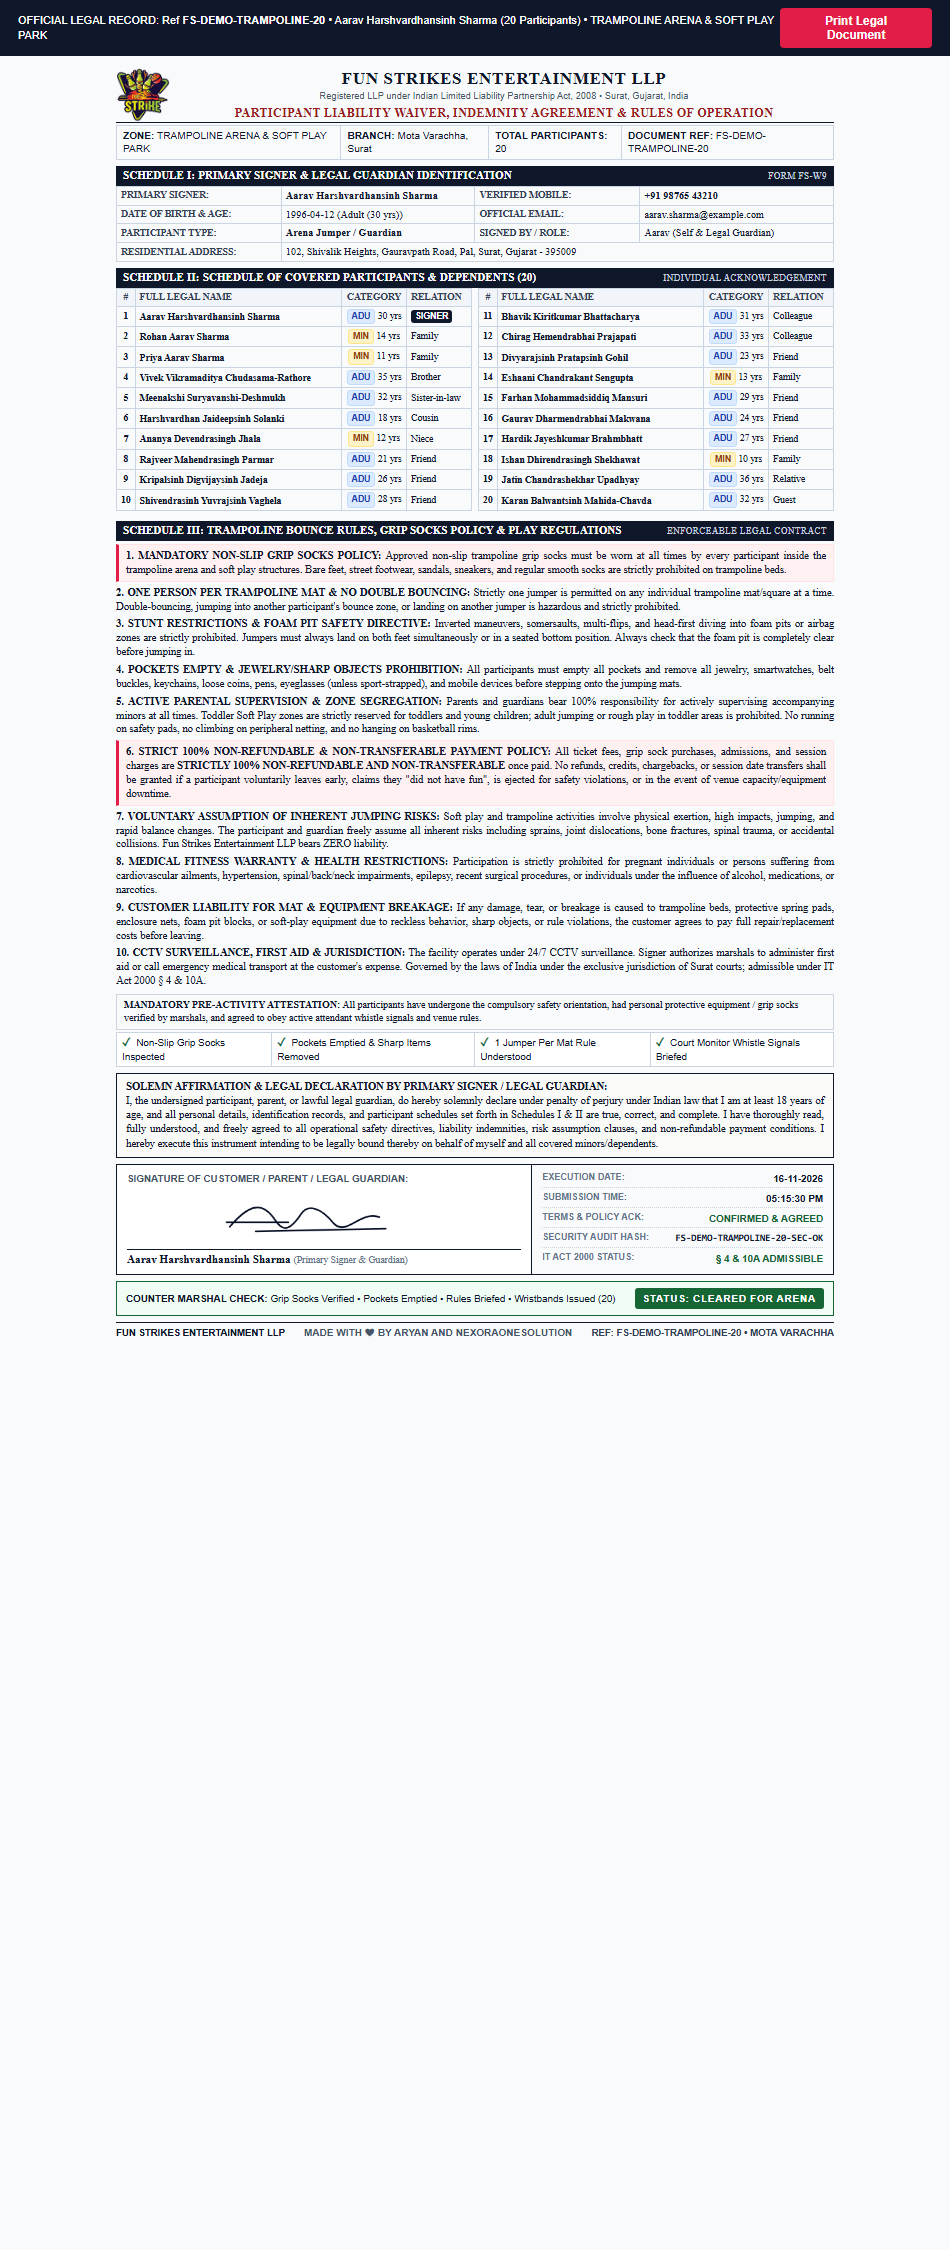 OFFICIAL LEGAL RECORD: Ref FS-DEMO-TRAMPOLINE-20 • Aarav Harshvardhansinh Sharma (20 Participants) • TRAMPOLINE ARENA & SOFT PLAY
PARK
Print Legal
Document
STRIKE
FUN STRIKES ENTERTAINMENT LLP
Registered LLP under Indian Limited Liability Partnership Act, 2008 • Surat, Gujarat, India
PARTICIPANT LIABILITY WAIVER, INDEMNITY AGREEMENT & RULES OF OPERATION
ZONE: TRAMPOLINE ARENA & SOFT PLAY
PARK
BRANCH: Mota Varachha,
Surat
TOTAL PARTICIPANTS:
20
DOCUMENT REF: FS-DEMO-
TRAMPOLINE-20
SCHEDULE I: PRIMARY SIGNER & LEGAL GUARDIAN IDENTIFICATION FORM FS-W9
PRIMARY SIGNER: Aarav Harshvardhansinh Sharma VERIFIED MOBILE: +91 98765 43210
DATE OF BIRTH & AGE: 1996-04-12 (Adult (30 yrs)) OFFICIAL EMAIL: aarav.sharma@example.com
PARTICIPANT TYPE: Arena Jumper / Guardian SIGNED BY / ROLE: Aarav (Self & Legal Guardian)
RESIDENTIAL ADDRESS: 102, Shivalik Heights, Gauravpath Road, Pal, Surat, Gujarat - 395009
SCHEDULE II: SCHEDULE OF COVERED PARTICIPANTS & DEPENDENTS (20) INDIVIDUAL ACKNOWLEDGEMENT
# FULL LEGAL NAME CATEGORY RELATION
1 Aarav Harshvardhansinh Sharma ADU 30 yrs SIGNER
2 Rohan Aarav Sharma MIN 14 yrs Family
3 Priya Aarav Sharma MIN 11 yrs Family
4 Vivek Vikramaditya Chudasama-Rathore ADU 35 yrs Brother
5 Meenakshi Suryavanshi-Deshmukh ADU 32 yrs Sister-in-law
6 Harshvardhan Jaideepsinh Solanki ADU 18 yrs Cousin
7 Ananya Devendrasingh Jhala MIN 12 yrs Niece
8 Rajveer Mahendrasingh Parmar ADU 21 yrs Friend
9 Kripalsinh Digvijaysinh Jadeja ADU 26 yrs Friend
10 Shivendrasinh Yuvrajsinh Vaghela ADU 28 yrs Friend
# FULL LEGAL NAME CATEGORY RELATION
11 Bhavik Kiritkumar Bhattacharya ADU 31 yrs Colleague
12 Chirag Hemendrabhai Prajapati ADU 33 yrs Colleague
13 Divyarajsinh Pratapsinh Gohil ADU 23 yrs Friend
14 Eshaani Chandrakant Sengupta MIN 13 yrs Family
15 Farhan Mohammadsiddiq Mansuri ADU 29 yrs Friend
16 Gaurav Dharmendrabhai Makwana ADU 24 yrs Friend
17 Hardik Jayeshkumar Brahmbhatt ADU 27 yrs Friend
18 Ishan Dhirendrasingh Shekhawat MIN 10 yrs Family
19 Jatin Chandrashekhar Upadhyay ADU 36 yrs Relative
20 Karan Balwantsinh Mahida-Chavda ADU 32 yrs Guest
SCHEDULE III: TRAMPOLINE BOUNCE RULES, GRIP SOCKS POLICY & PLAY REGULATIONS ENFORCEABLE LEGAL CONTRACT
1. MANDATORY NON-SLIP GRIP SOCKS POLICY: Approved non-slip trampoline grip socks must be worn at all times by every participant inside the
trampoline arena and soft play structures. Bare feet, street footwear, sandals, sneakers, and regular smooth socks are strictly prohibited on trampoline beds.
2. ONE PERSON PER TRAMPOLINE MAT & NO DOUBLE BOUNCING: Strictly one jumper is permitted on any individual trampoline mat/square at a time.
Double-bouncing, jumping into another participant's bounce zone, or landing on another jumper is hazardous and strictly prohibited.
3. STUNT RESTRICTIONS & FOAM PIT SAFETY DIRECTIVE: Inverted maneuvers, somersaults, multi-flips, and head-first diving into foam pits or airbag
zones are strictly prohibited. Jumpers must always land on both feet simultaneously or in a seated bottom position. Always check that the foam pit is completely clear
before jumping in.
4. POCKETS EMPTY & JEWELRY/SHARP OBJECTS PROHIBITION: All participants must empty all pockets and remove all jewelry, smartwatches, belt
buckles, keychains, loose coins, pens, eyeglasses (unless sport-strapped), and mobile devices before stepping onto the jumping mats.
5. ACTIVE PARENTAL SUPERVISION & ZONE SEGREGATION: Parents and guardians bear 100% responsibility for actively supervising accompanying
minors at all times. Toddler Soft Play zones are strictly reserved for toddlers and young children; adult jumping or rough play in toddler areas is prohibited. No running
on safety pads, no climbing on peripheral netting, and no hanging on basketball rims.
6. STRICT 100% NON-REFUNDABLE & NON-TRANSFERABLE PAYMENT POLICY: All ticket fees, grip sock purchases, admissions, and session
charges are STRICTLY 100% NON-REFUNDABLE AND NON-TRANSFERABLE once paid. No refunds, credits, chargebacks, or session date transfers shall
be granted if a participant voluntarily leaves early, claims they "did not have fun", is ejected for safety violations, or in the event of venue capacity/equipment
downtime.
7. VOLUNTARY ASSUMPTION OF INHERENT JUMPING RISKS: Soft play and trampoline activities involve physical exertion, high impacts, jumping, and
rapid balance changes. The participant and guardian freely assume all inherent risks including sprains, joint dislocations, bone fractures, spinal trauma, or accidental
collisions. Fun Strikes Entertainment LLP bears ZERO liability.
8. MEDICAL FITNESS WARRANTY & HEALTH RESTRICTIONS: Participation is strictly prohibited for pregnant individuals or persons suffering from
cardiovascular ailments, hypertension, spinal/back/neck impairments, epilepsy, recent surgical procedures, or individuals under the influence of alcohol, medications, or
narcotics.
9. CUSTOMER LIABILITY FOR MAT & EQUIPMENT BREAKAGE: If any damage, tear, or breakage is caused to trampoline beds, protective spring pads,
enclosure nets, foam pit blocks, or soft-play equipment due to reckless behavior, sharp objects, or rule violations, the customer agrees to pay full repair/replacement
costs before leaving.
10. CCTV SURVEILLANCE, FIRST AID & JURISDICTION: The facility operates under 24/7 CCTV surveillance. Signer authorizes marshals to administer first
aid or call emergency medical transport at the customer's expense. Governed by the laws of India under the exclusive jurisdiction of Surat courts; admissible under IT
Act 2000 § 4 & 10A.
MANDATORY PRE-ACTIVITY ATTESTATION: All participants have undergone the compulsory safety orientation, had personal protective equipment / grip socks
verified by marshals, and agreed to obey active attendant whistle signals and venue rules.
✓ Non-Slip Grip Socks
Inspected
✓ Pockets Emptied & Sharp Items
Removed
✓ 1 Jumper Per Mat Rule
Understood
✓ Court Monitor Whistle Signals
Briefed
SOLEMN AFFIRMATION & LEGAL DECLARATION BY PRIMARY SIGNER / LEGAL GUARDIAN:
I, the undersigned participant, parent, or lawful legal guardian, do hereby solemnly declare under penalty of perjury under Indian law that I am at least 18 years of
age, and all personal details, identification records, and participant schedules set forth in Schedules I & II are true, correct, and complete. I have thoroughly read,
fully understood, and freely agreed to all operational safety directives, liability indemnities, risk assumption clauses, and non-refundable payment conditions. I
hereby execute this instrument intending to be legally bound thereby on behalf of myself and all covered minors/dependents.
SIGNATURE OF CUSTOMER / PARENT / LEGAL GUARDIAN:
Aarav Harshvardhansinh Sharma (Primary Signer & Guardian)
EXECUTION DATE: 16-11-2026
SUBMISSION TIME: 05:15:30 PM
TERMS & POLICY ACK: CONFIRMED & AGREED
SECURITY AUDIT HASH: FS-DEMO-TRAMPOLINE-20-SEC-OK
IT ACT 2000 STATUS: § 4 & 10A ADMISSIBLE
COUNTER MARSHAL CHECK: Grip Socks Verified • Pockets Emptied • Rules Briefed • Wristbands Issued (20) STATUS: CLEARED FOR ARENA
FUN STRIKES ENTERTAINMENT LLP MADE WITH ♥ BY ARYAN AND NEXORAONESOLUTION REF: FS-DEMO-TRAMPOLINE-20 • MOTA VARACHHA